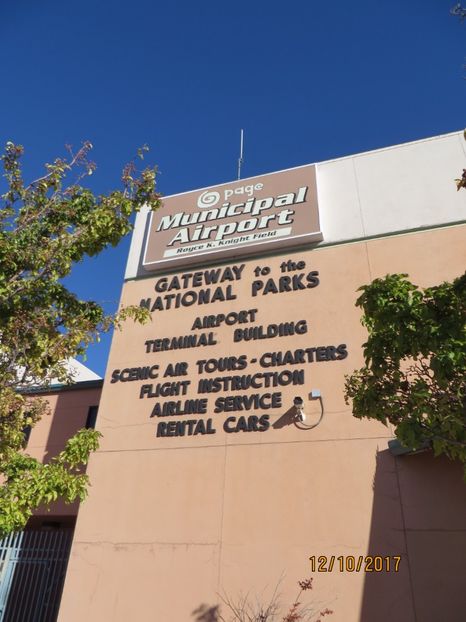 page
Municipal
Airport
Royce K. Knight Field
GATEWAY to the
NATIONAL PARKS
AIRPORT
TERMINAL BUILDING
SCENIC AIR TOURS - CHARTERS
FLIGHT INSTRUCTION
AIRLINE SERVICE
RENTAL CARS
12/10/2017